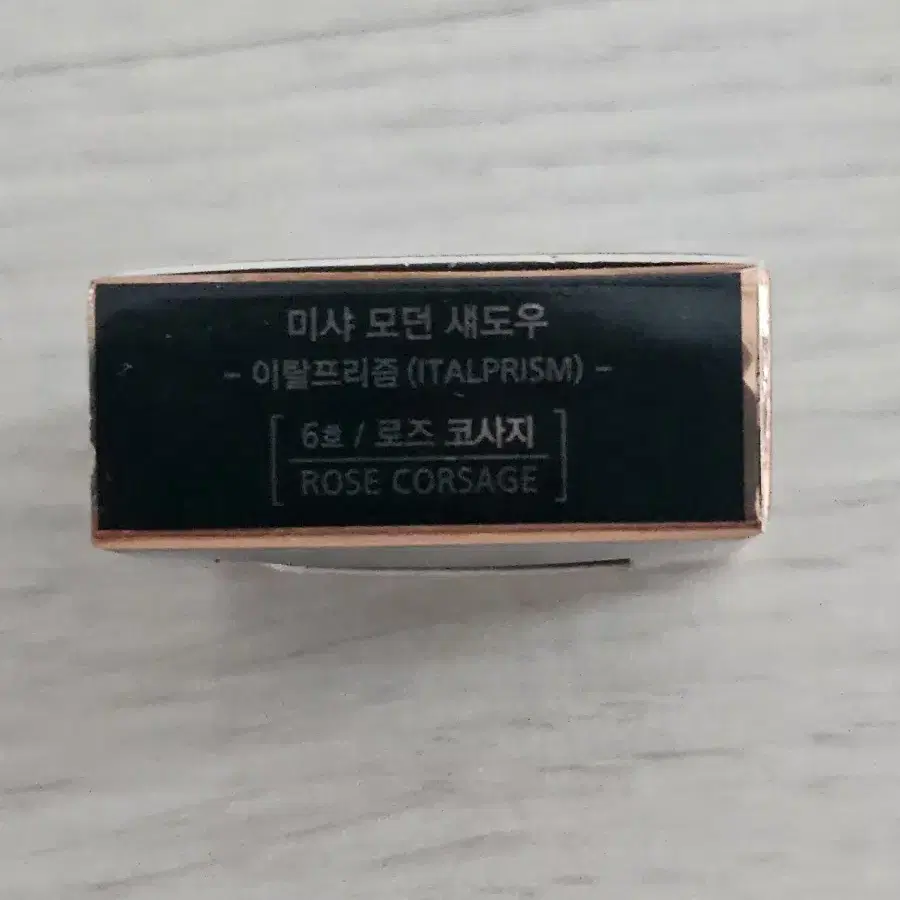 미샤 모던 섀도우
- 이탈프리즘 (ITALPRISM) -
6호 / 로즈 코사지
ROSE CORSAGE